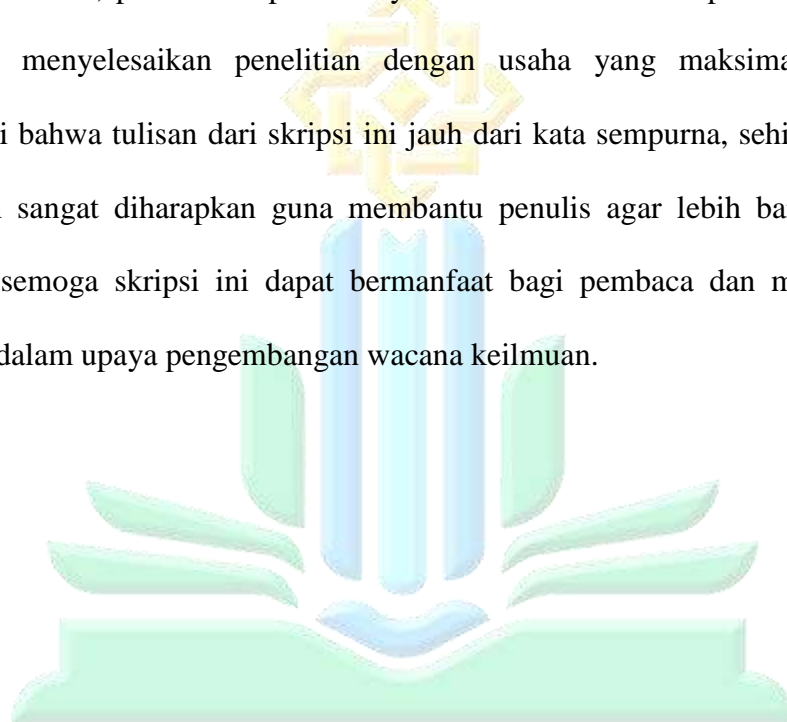 menyelesaikan penelitian dengan usaha yang
bahwa tulisan dari skripsi ini jauh dari kata sempurna,
sangat diharapkan guna membantu penulis agar lebih
semoga skripsi ini dapat bermanfaat bagi pembaca dan
dalam upaya pengembangan wacana keilmuan.